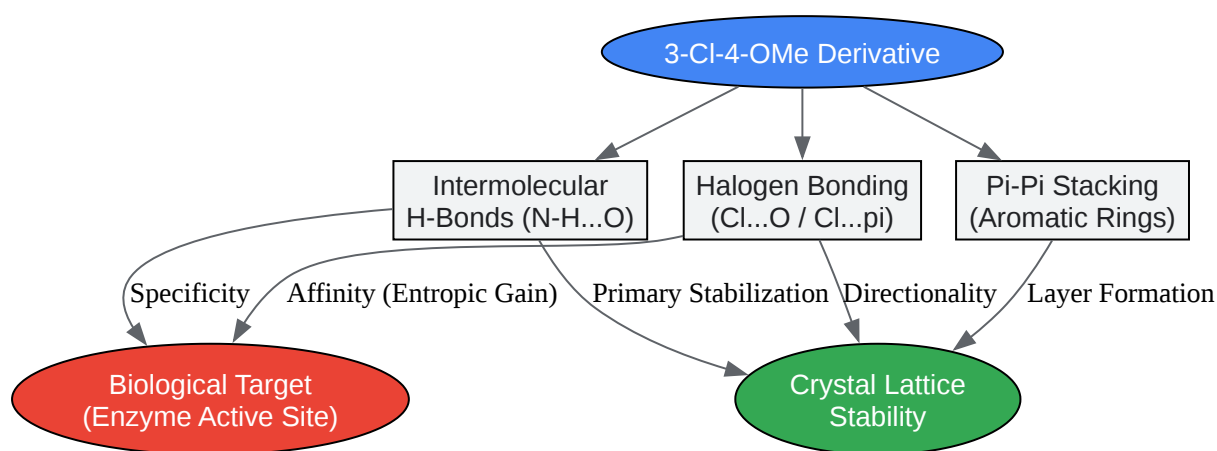 3-Cl-4-OMe Derivative
Intermolecular
H-Bonds (N-H...O)
Halogen Bonding
(Cl...O / Cl...pi)
Pi-Pi Stacking
(Aromatic Rings)
Specificity
Affinity (Entropic Gain)
Primary Stabilization
Directionality
Layer Formation
Biological Target
(Enzyme Active Site)
Crystal Lattice
Stability